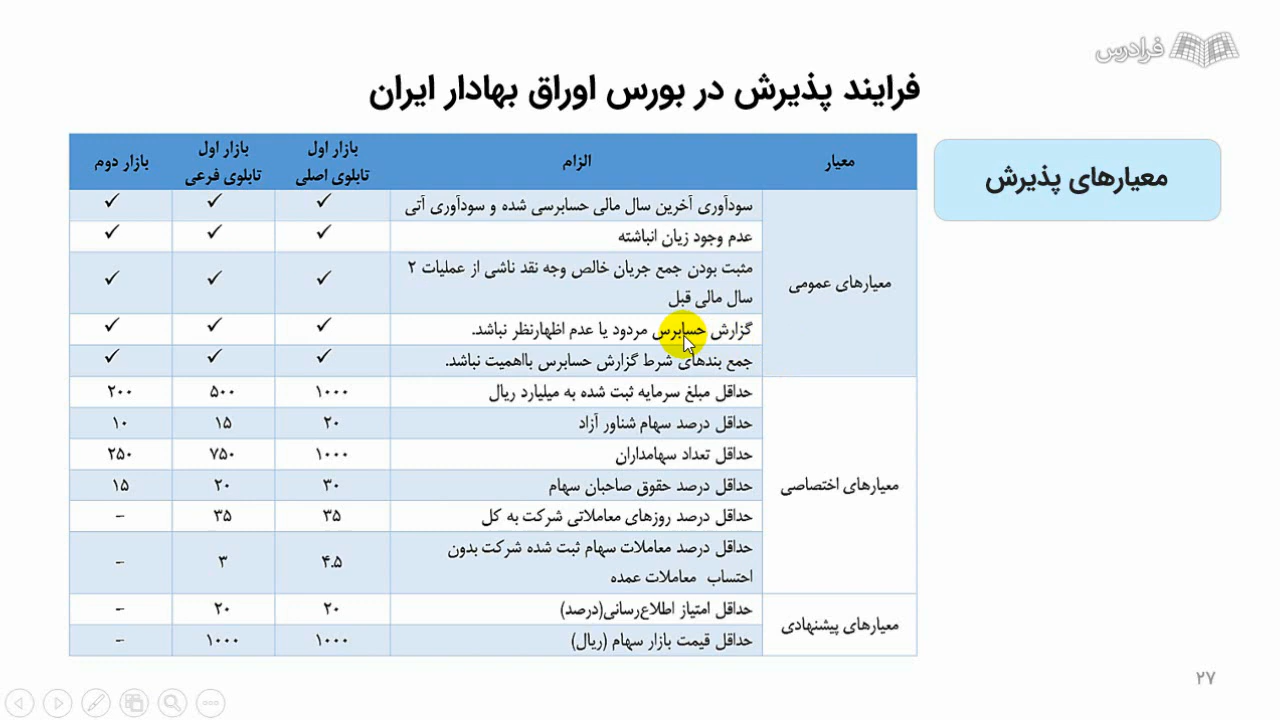 فرادرس
فرایند پذیرش در بورس اوراق بهادار ایران
معیارهای پذیرش
معیار	الزام	بازار اول تابلوی اصلی	بازار اول تابلوی فرعی	بازار دوم
معیارهای عمومی
سودآوری آخرین سال مالی حسابرسی شده و سودآوری آتی	✓	✓	✓
عدم وجود زیان انباشته	✓	✓	✓
مثبت بودن جمع جریان خالص وجه نقد ناشی از عملیات ۲
سال مالی قبل	✓	✓	✓
گزارش حسابرس مردود یا عدم اظهارنظر نباشد.	✓	✓	✓
جمع بندهای شرط گزارش حسابرس بااهمیت نباشد.	✓	✓	✓
معیارهای اختصاصی
حداقل مبلغ سرمایه ثبت شده به میلیارد ریال	۱۰۰۰	۵۰۰	۲۰۰
حداقل درصد سهام شناور آزاد	۲۰	۱۵	۱۰
حداقل تعداد سهامداران	۱۰۰۰	۷۵۰	۲۵۰
حداقل درصد حقوق صاحبان سهام	۳۰	۲۰	۱۵
حداقل درصد روزهای معاملاتی شرکت به کل	۳۵	۳۵	-
حداقل درصد معاملات سهام ثبت شده شرکت بدون
احتساب معاملات عمده	۴.۵	۳	-
معیارهای پیشنهادی
حداقل امتیاز اطلاع‌رسانی(درصد)	۲۰	۲۰	-
حداقل قیمت بازار سهام (ریال)	۱۰۰۰	۱۰۰۰	-
۲۷